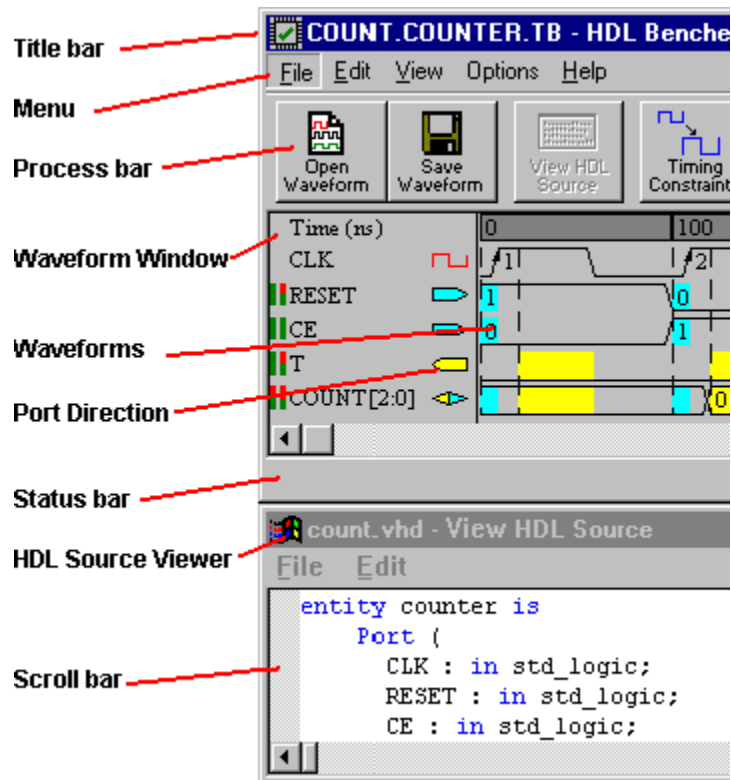 Title bar
COUNT.COUNTER.TB - HDL Benche
Menu
File Edit View Options Help
Process bar
Open Waveform
Save Waveform
View HDL Source
Timing Constraint
Waveform Window
Time (ns) 0 100
CLK 1 2
RESET 1 0
Waveforms
CE 0 1
T
Port Direction
COUNT[2:0] 0
Status bar
HDL Source Viewer
count.vhd - View HDL Source
File Edit
entity counter is
Port (
CLK : in std_logic;
Scroll bar
RESET : in std_logic;
CE : in std_logic;